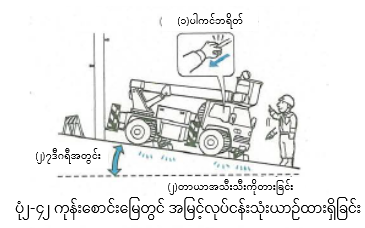 (၁)ပါကင်ဘရိတ်
(၂)၇ဒီဂရီအတွင်း
(၂)တာယာအသီးသီးကိုတားခြင်း
ပုံ၂-၄၂ ကုန်းစောင်းမြေတွင် အမြင့်လုပ်ငန်းသုံးယာဉ်ထားရှိခြင်း